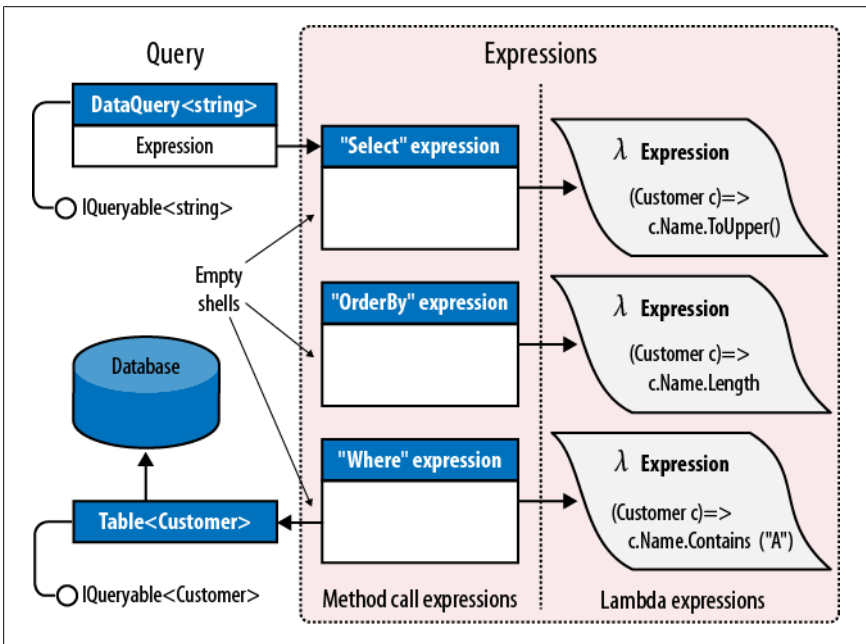 Query
Expressions
DataQuery<string>
Expression
IQueryable<string>
"Select" expression
λ Expression
(Customer c)=>
c.Name.ToUpper()
Empty
shells
"OrderBy" expression
λ Expression
(Customer c)=>
c.Name.Length
Database
"Where" expression
λ Expression
(Customer c)=>
c.Name.Contains ("A")
Table<Customer>
IQueryable<Customer>
Method call expressions
Lambda expressions